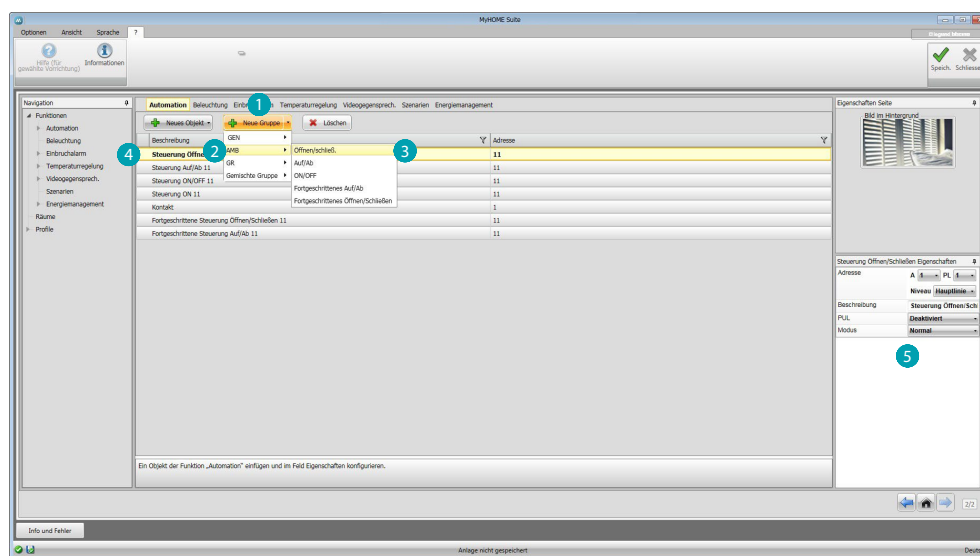 MyHOME Suite
Optionen Ansicht Sprache ?
Hilfe (für gewählte Vorrichtung)
Informationen
Speich. Schliesse
Navigation
Funktionen
Automation
Beleuchtung
Einbruchalarm
Temperaturregelung
Videogegensprech.
Szenarien
Energiemanagement
Räume
Profile
Automation Beleuchtung Temperaturregelung Videogegensprech. Szenarien Energiemanagement
1
Neues Objekt Neue Gruppe Löschen
Beschreibung Adresse
GEN
AMB
GR
Gemischte Gruppe
2
Öffnen/schließ.
Auf/Ab
ON/OFF
Fortgeschrittenes Auf/Ab
Fortgeschrittenes Öffnen/Schließen
3
4
Steuerung 11
Steuerung Auf/Ab 11 11
Steuerung ON/OFF 11 11
Steuerung ON 11 11
Kontakt 1
Fortgeschrittene Steuerung Öffnen/Schließen 11 11
Fortgeschrittene Steuerung Auf/Ab 11 11
Ein Objekt der Funktion „Automation" einfügen und im Feld Eigenschaften konfigurieren.
Eigenschaften Seite
Bild im Hintergrund
Steuerung Öffnen/Schließen Eigenschaften
Adresse A 1 PL 1
Niveau Hauptlinie
Beschreibung Steuerung Öffnen/Schl
PUL Deaktiviert
Modus Normal
5
2/2
Info und Fehler
Anlage nicht gespeichert
Deut